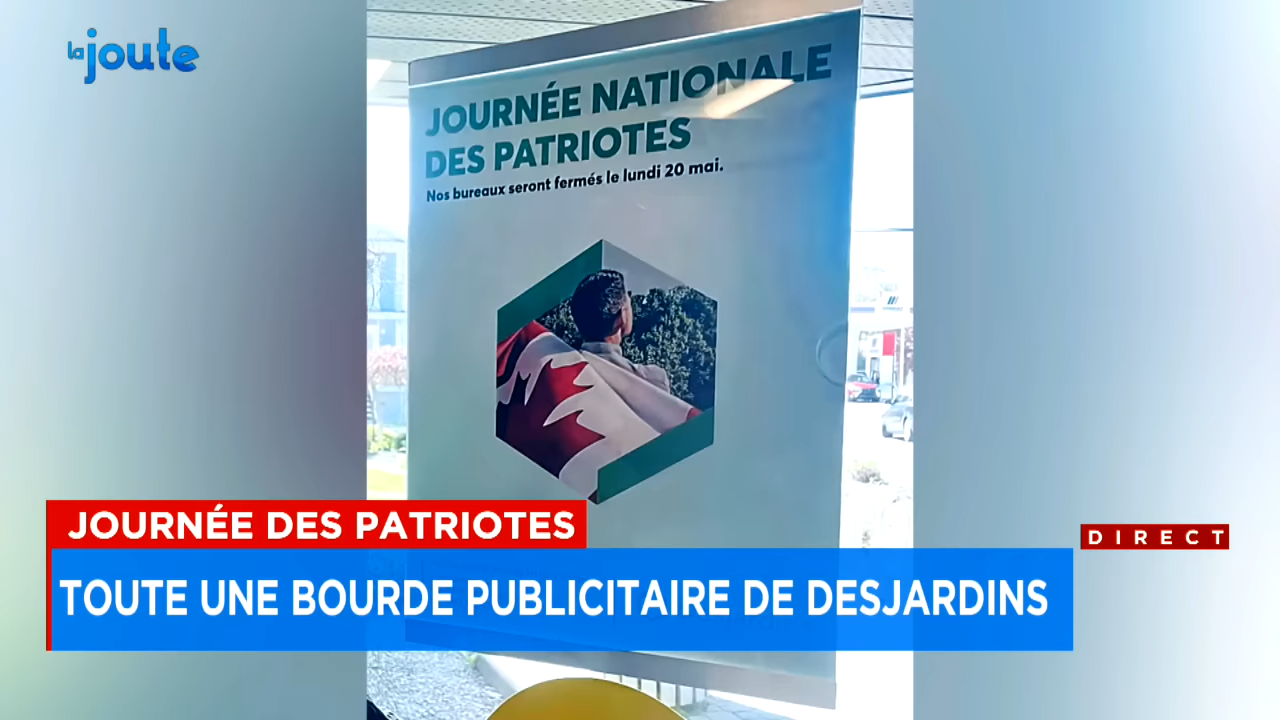 la joute
JOURNÉE NATIONALE
DES PATRIOTES
Nos bureaux seront fermés le lundi 20 mai.
JOURNÉE DES PATRIOTES
TOUTE UNE BOURDE PUBLICITAIRE DE DESJARDINS
DIRECT